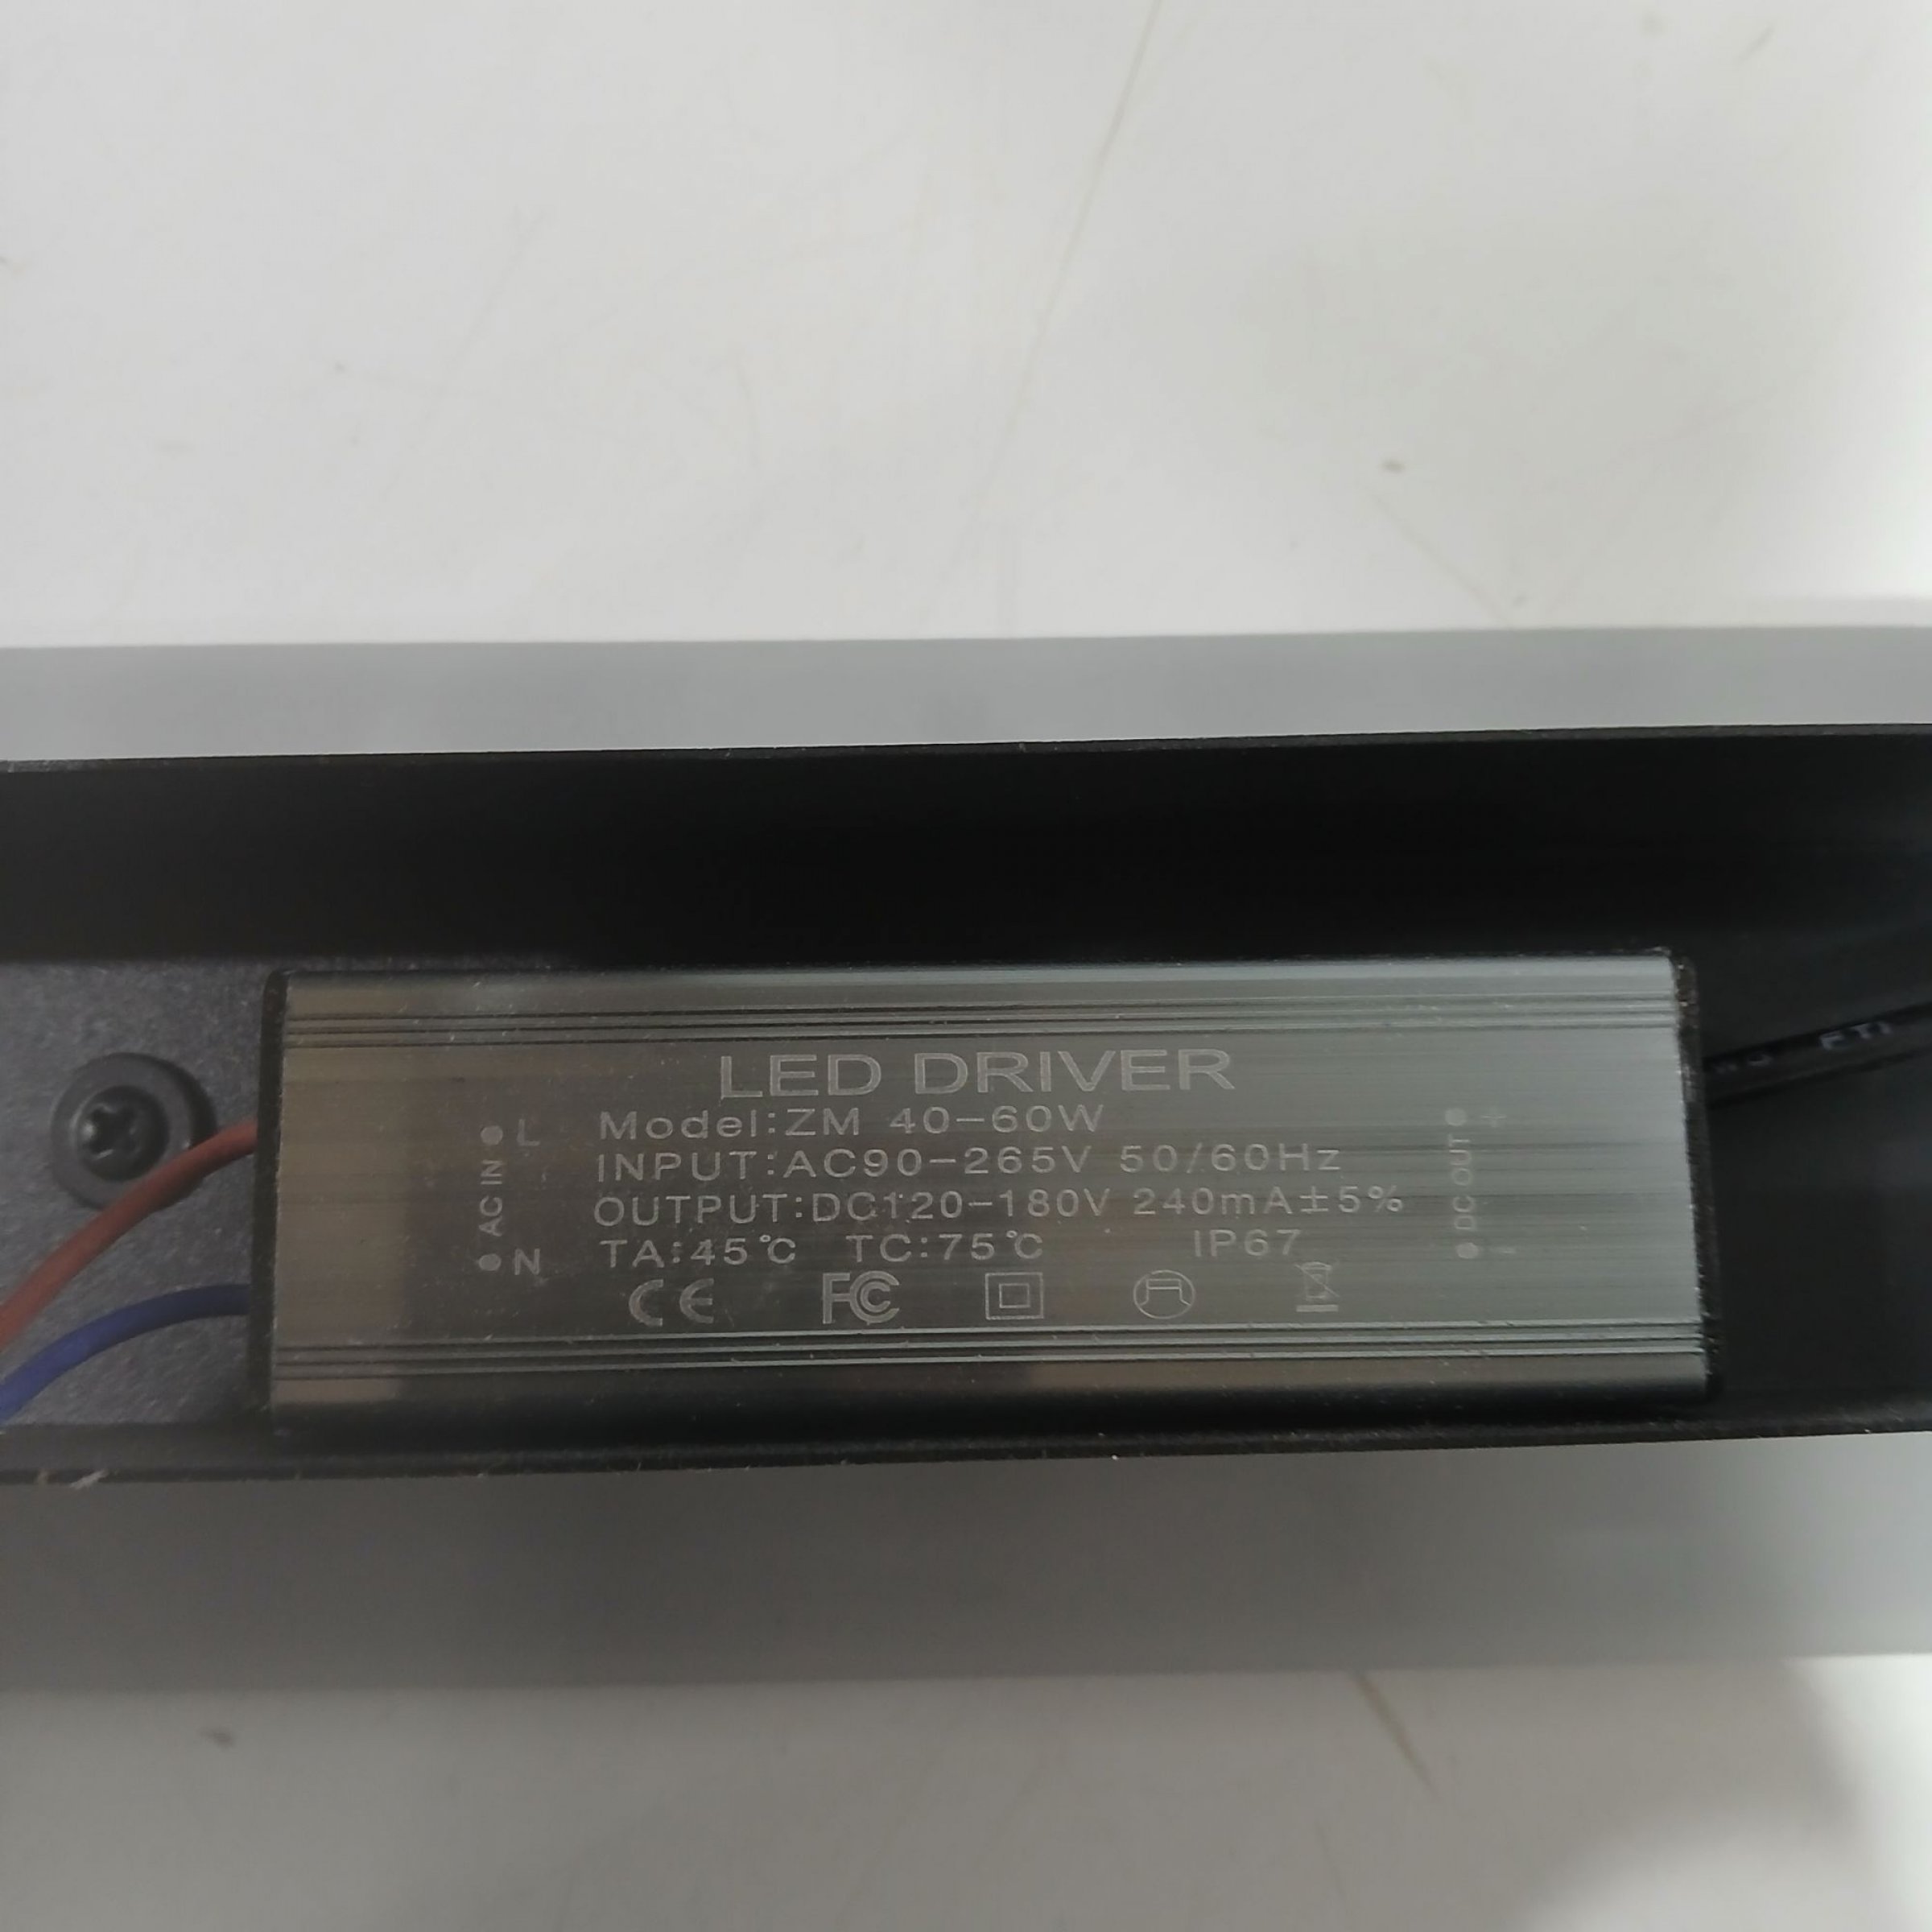 LED DRIVER
Model:ZM 40-60W
INPUT:AC90-265V 50/60Hz
OUTPUT:DC120-180V 240mA±5%
TA:45℃ TC:75℃ IP67
CE FC
L
AC IN
N
+
DC OUT
-